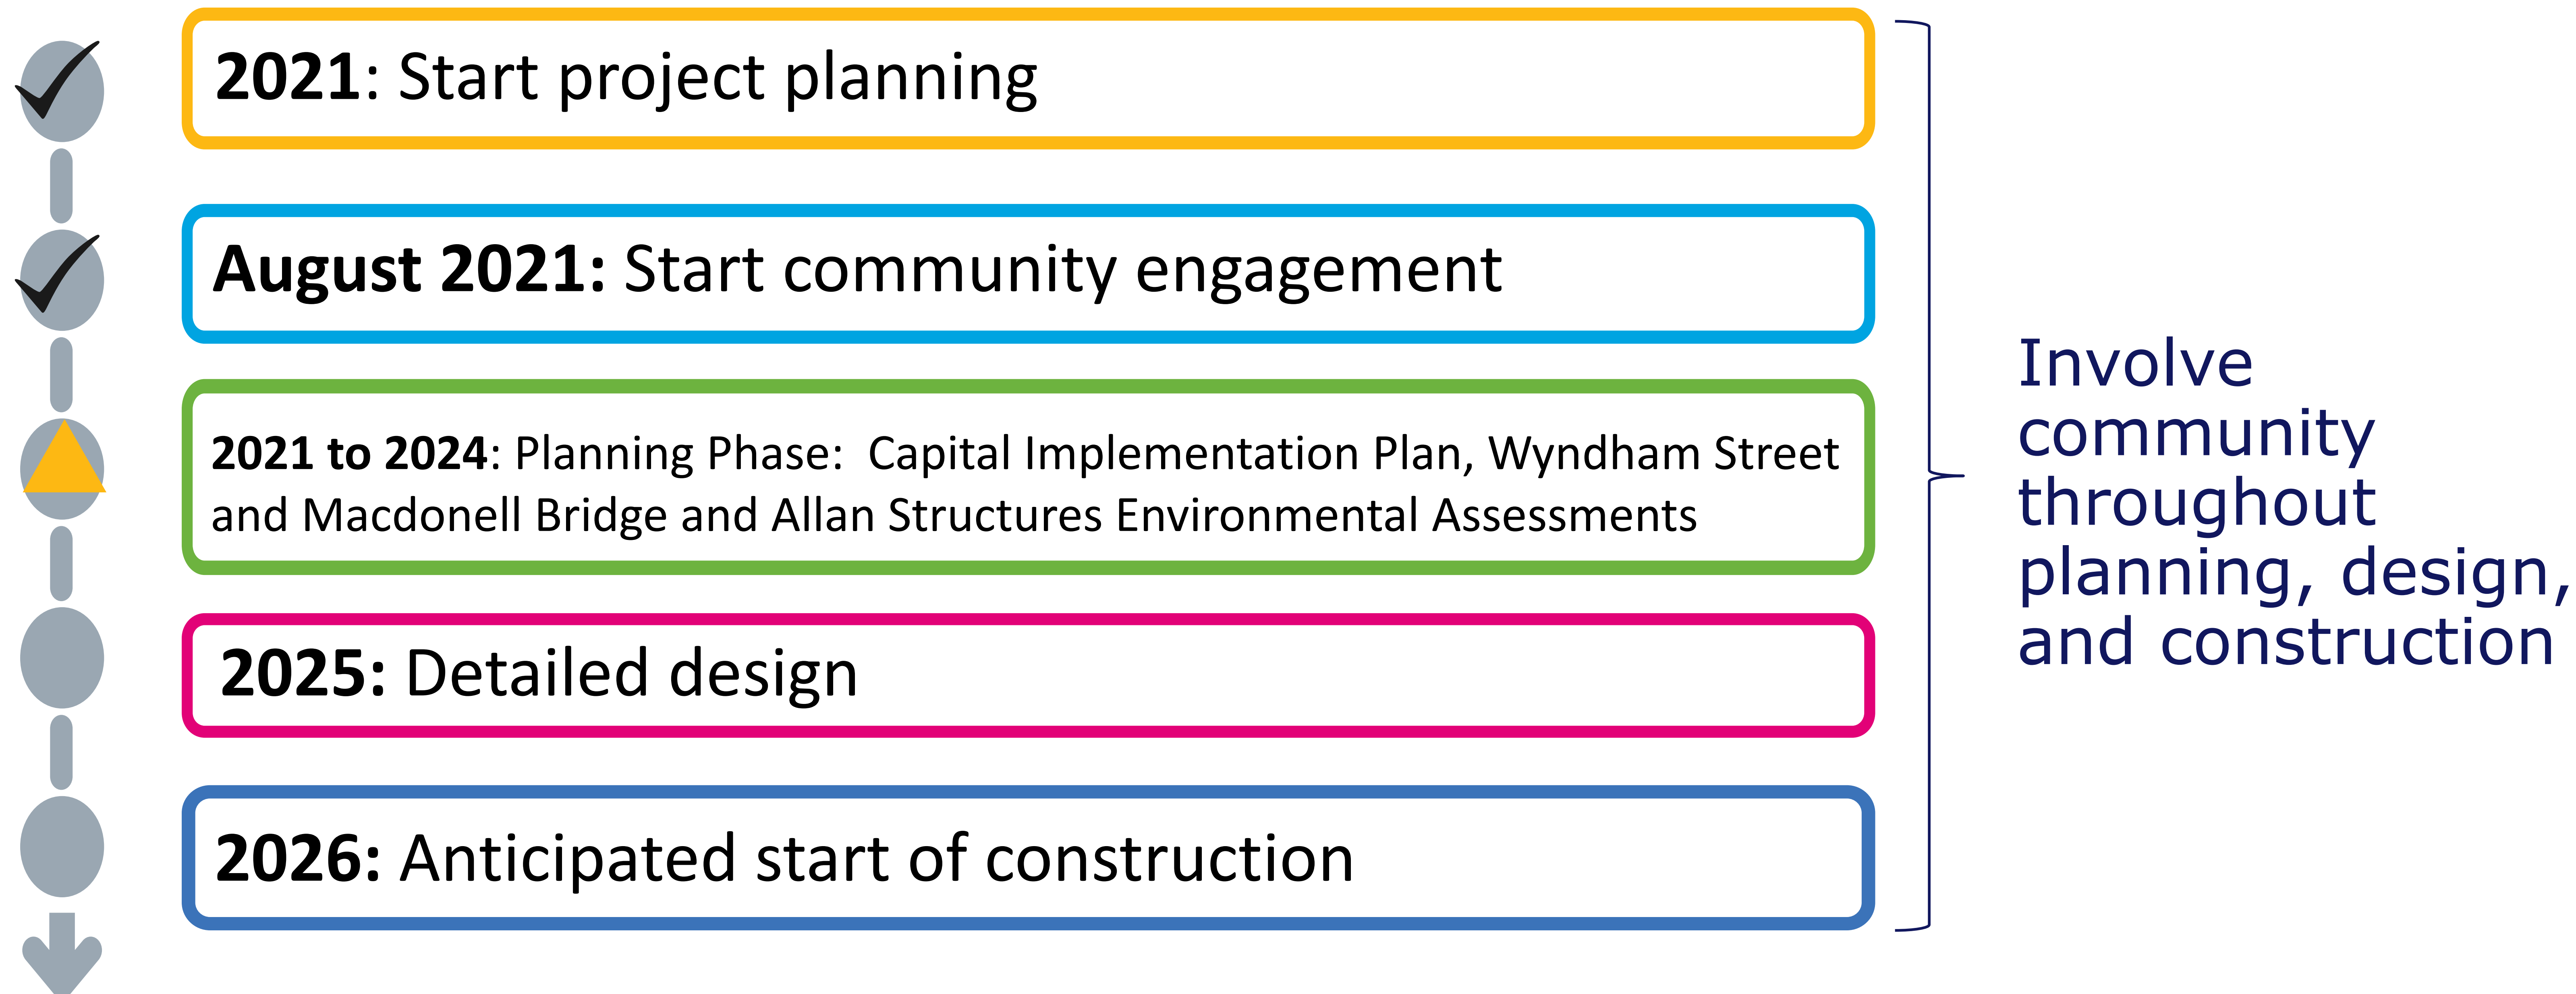 2021: Start project planning
August 2021: Start community engagement
2021 to 2024: Planning Phase:  Capital Implementation Plan, Wyndham Street
and Macdonell Bridge and Allan Structures Environmental Assessments
2025: Detailed design
2026: Anticipated start of construction
Involve
community
throughout
planning, design,
and construction